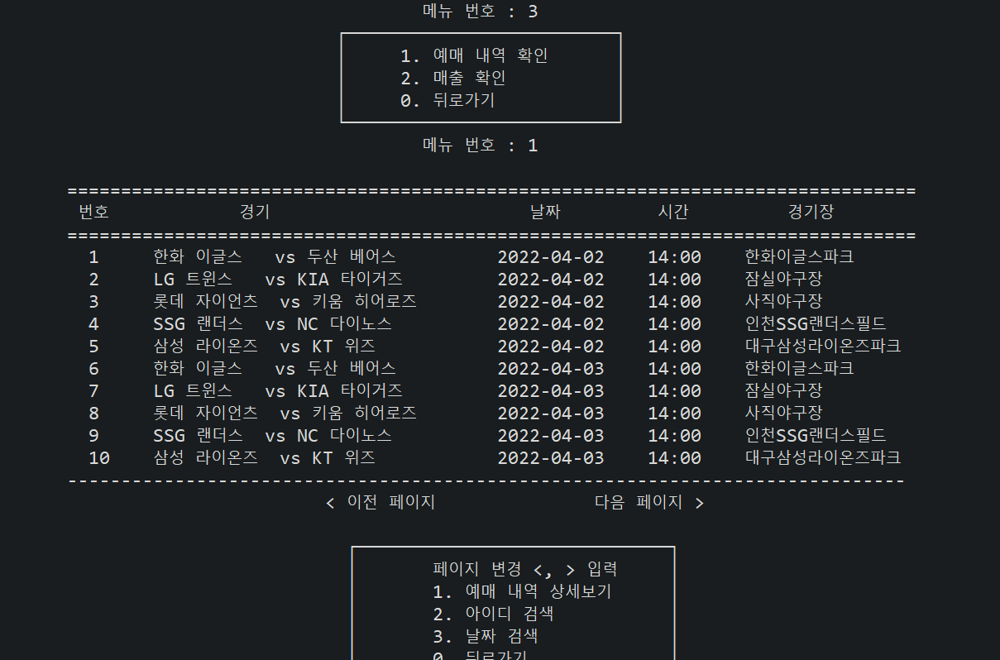 메뉴 번호 : 3
1. 예매 내역 확인
2. 매출 확인
0. 뒤로가기
메뉴 번호 : 1
===============================================================================
번호 경기 날짜 시간 경기장
===============================================================================
1 한화 이글스 vs 두산 베어스 2022-04-02 14:00 한화이글스파크
2 LG 트윈스 vs KIA 타이거즈 2022-04-02 14:00 잠실야구장
3 롯데 자이언츠 vs 키움 히어로즈 2022-04-02 14:00 사직야구장
4 SSG 랜더스 vs NC 다이노스 2022-04-02 14:00 인천SSG랜더스필드
5 삼성 라이온즈 vs KT 위즈 2022-04-02 14:00 대구삼성라이온즈파크
6 한화 이글스 vs 두산 베어스 2022-04-03 14:00 한화이글스파크
7 LG 트윈스 vs KIA 타이거즈 2022-04-03 14:00 잠실야구장
8 롯데 자이언츠 vs 키움 히어로즈 2022-04-03 14:00 사직야구장
9 SSG 랜더스 vs NC 다이노스 2022-04-03 14:00 인천SSG랜더스필드
10 삼성 라이온즈 vs KT 위즈 2022-04-03 14:00 대구삼성라이온즈파크
------------------------------------------------------------------------------
< 이전 페이지 다음 페이지 >
페이지 변경 <, > 입력
1. 예매 내역 상세보기
2. 아이디 검색
3. 날짜 검색
0. 뒤로가기